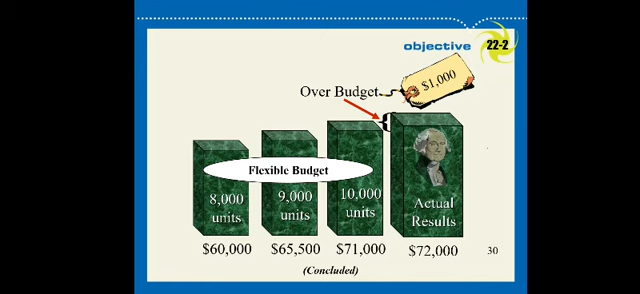 objective 22-2
$1,000
Over Budget
Flexible Budget
8,000 units
9,000 units
10,000 units
Actual Results
$60,000 $65,500 $71,000 $72,000
30
(Concluded)